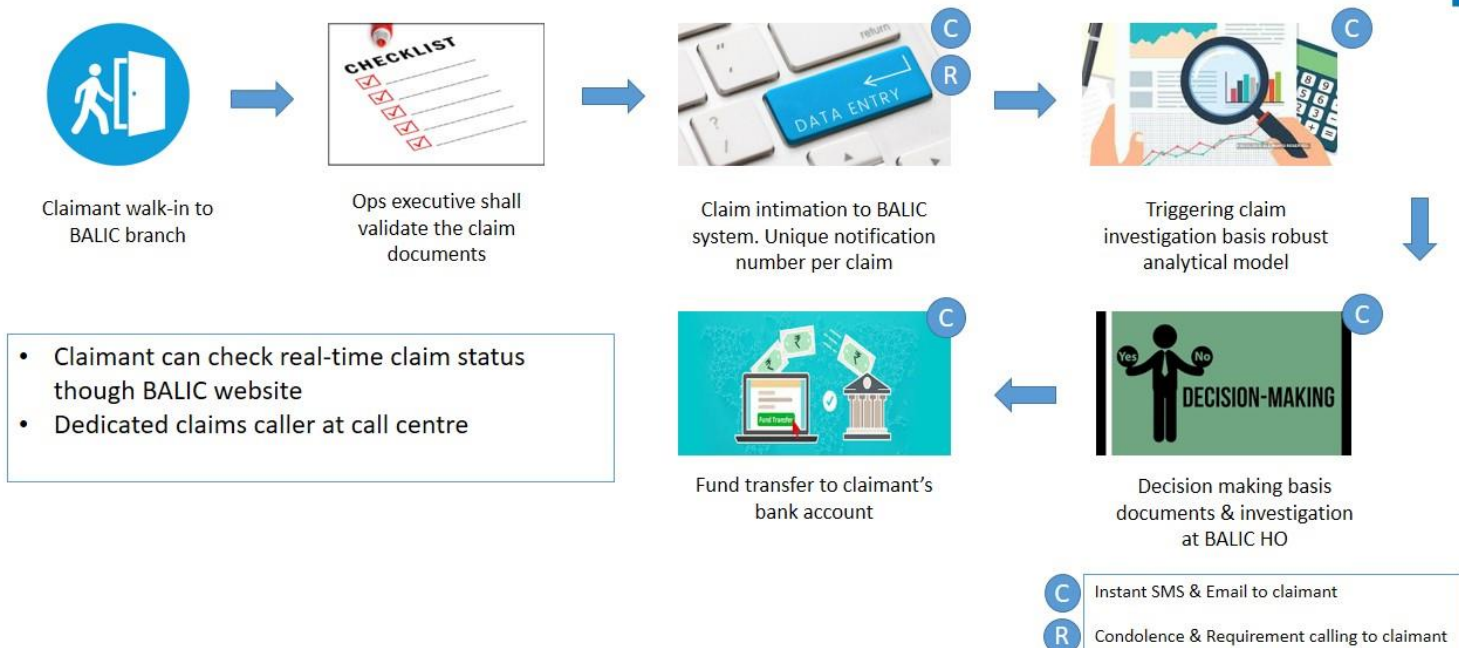 CHECKLIST
return
DATA ENTRY
C
R
C
Claimant walk-in to
BALIC branch
Ops executive shall
validate the claim
documents
Claim intimation to BALIC
system. Unique notification
number per claim
Triggering claim
investigation basis robust
analytical model
• Claimant can check real-time claim status
though BALIC website
• Dedicated claims caller at call centre
Fund Transfer
C
Yes
No
DECISION-MAKING
C
Fund transfer to claimant’s
bank account
Decision making basis
documents & investigation
at BALIC HO
C Instant SMS & Email to claimant
R Condolence & Requirement calling to claimant